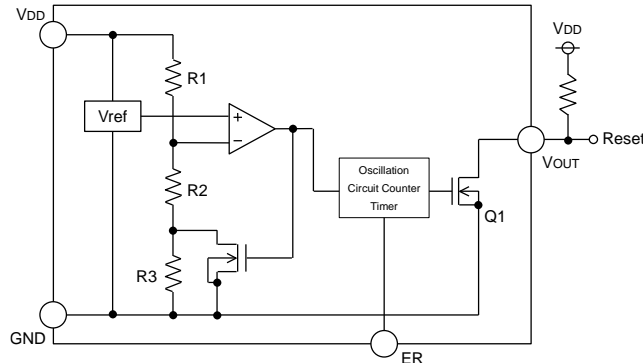 VDD
VDD
R1
Vref
+
−
Reset
VOUT
Oscillation
Circuit Counter
Timer
R2
Q1
R3
GND
ER